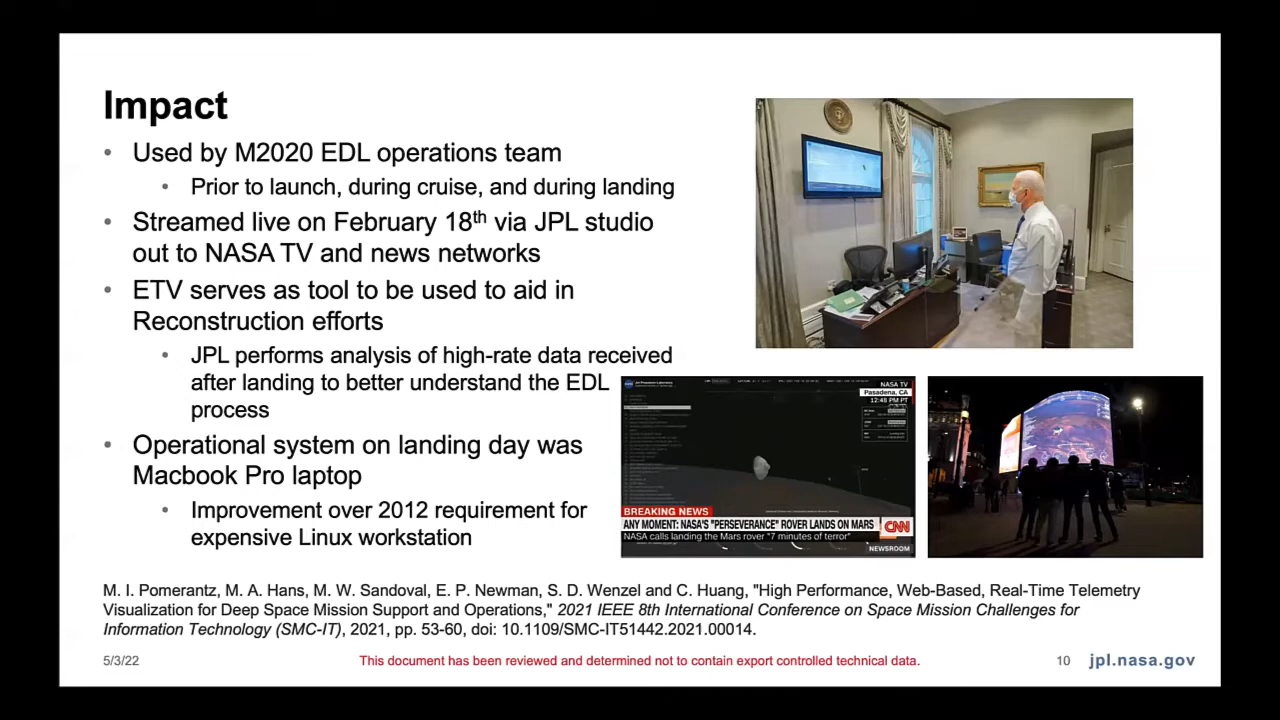 Impact
• Used by M2020 EDL operations team
• Prior to launch, during cruise, and during landing
• Streamed live on February 18th via JPL studio
out to NASA TV and news networks
• ETV serves as tool to be used to aid in
Reconstruction efforts
• JPL performs analysis of high-rate data received
after landing to better understand the EDL
process
• Operational system on landing day was
Macbook Pro laptop
• Improvement over 2012 requirement for
expensive Linux workstation
NASA TV
Pasadena, CA
12:48 PM PT
BREAKING NEWS
ANY MOMENT: NASA'S "PERSEVERANCE" ROVER LANDS ON MARS
CNN
NASA calls landing the Mars rover "7 minutes of terror"
NEWSROOM
M. I. Pomerantz, M. A. Hans, M. W. Sandoval, E. P. Newman, S. D. Wenzel and C. Huang, "High Performance, Web-Based, Real-Time Telemetry
Visualization for Deep Space Mission Support and Operations," 2021 IEEE 8th International Conference on Space Mission Challenges for
Information Technology (SMC-IT), 2021, pp. 53-60, doi: 10.1109/SMC-IT51442.2021.00014.
5/3/22
This document has been reviewed and determined not to contain export controlled technical data.
10
jpl.nasa.gov